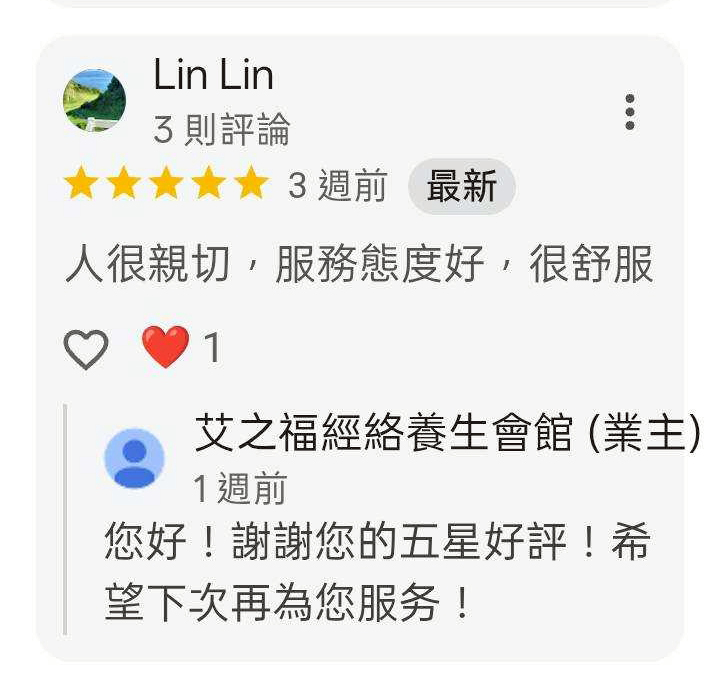 Lin Lin
3 則評論
3 週前 最新
人很親切，服務態度好，很舒服
1
艾之福經絡養生會館 (業主)
1 週前
您好！謝謝您的五星好評！希
望下次再為您服务！